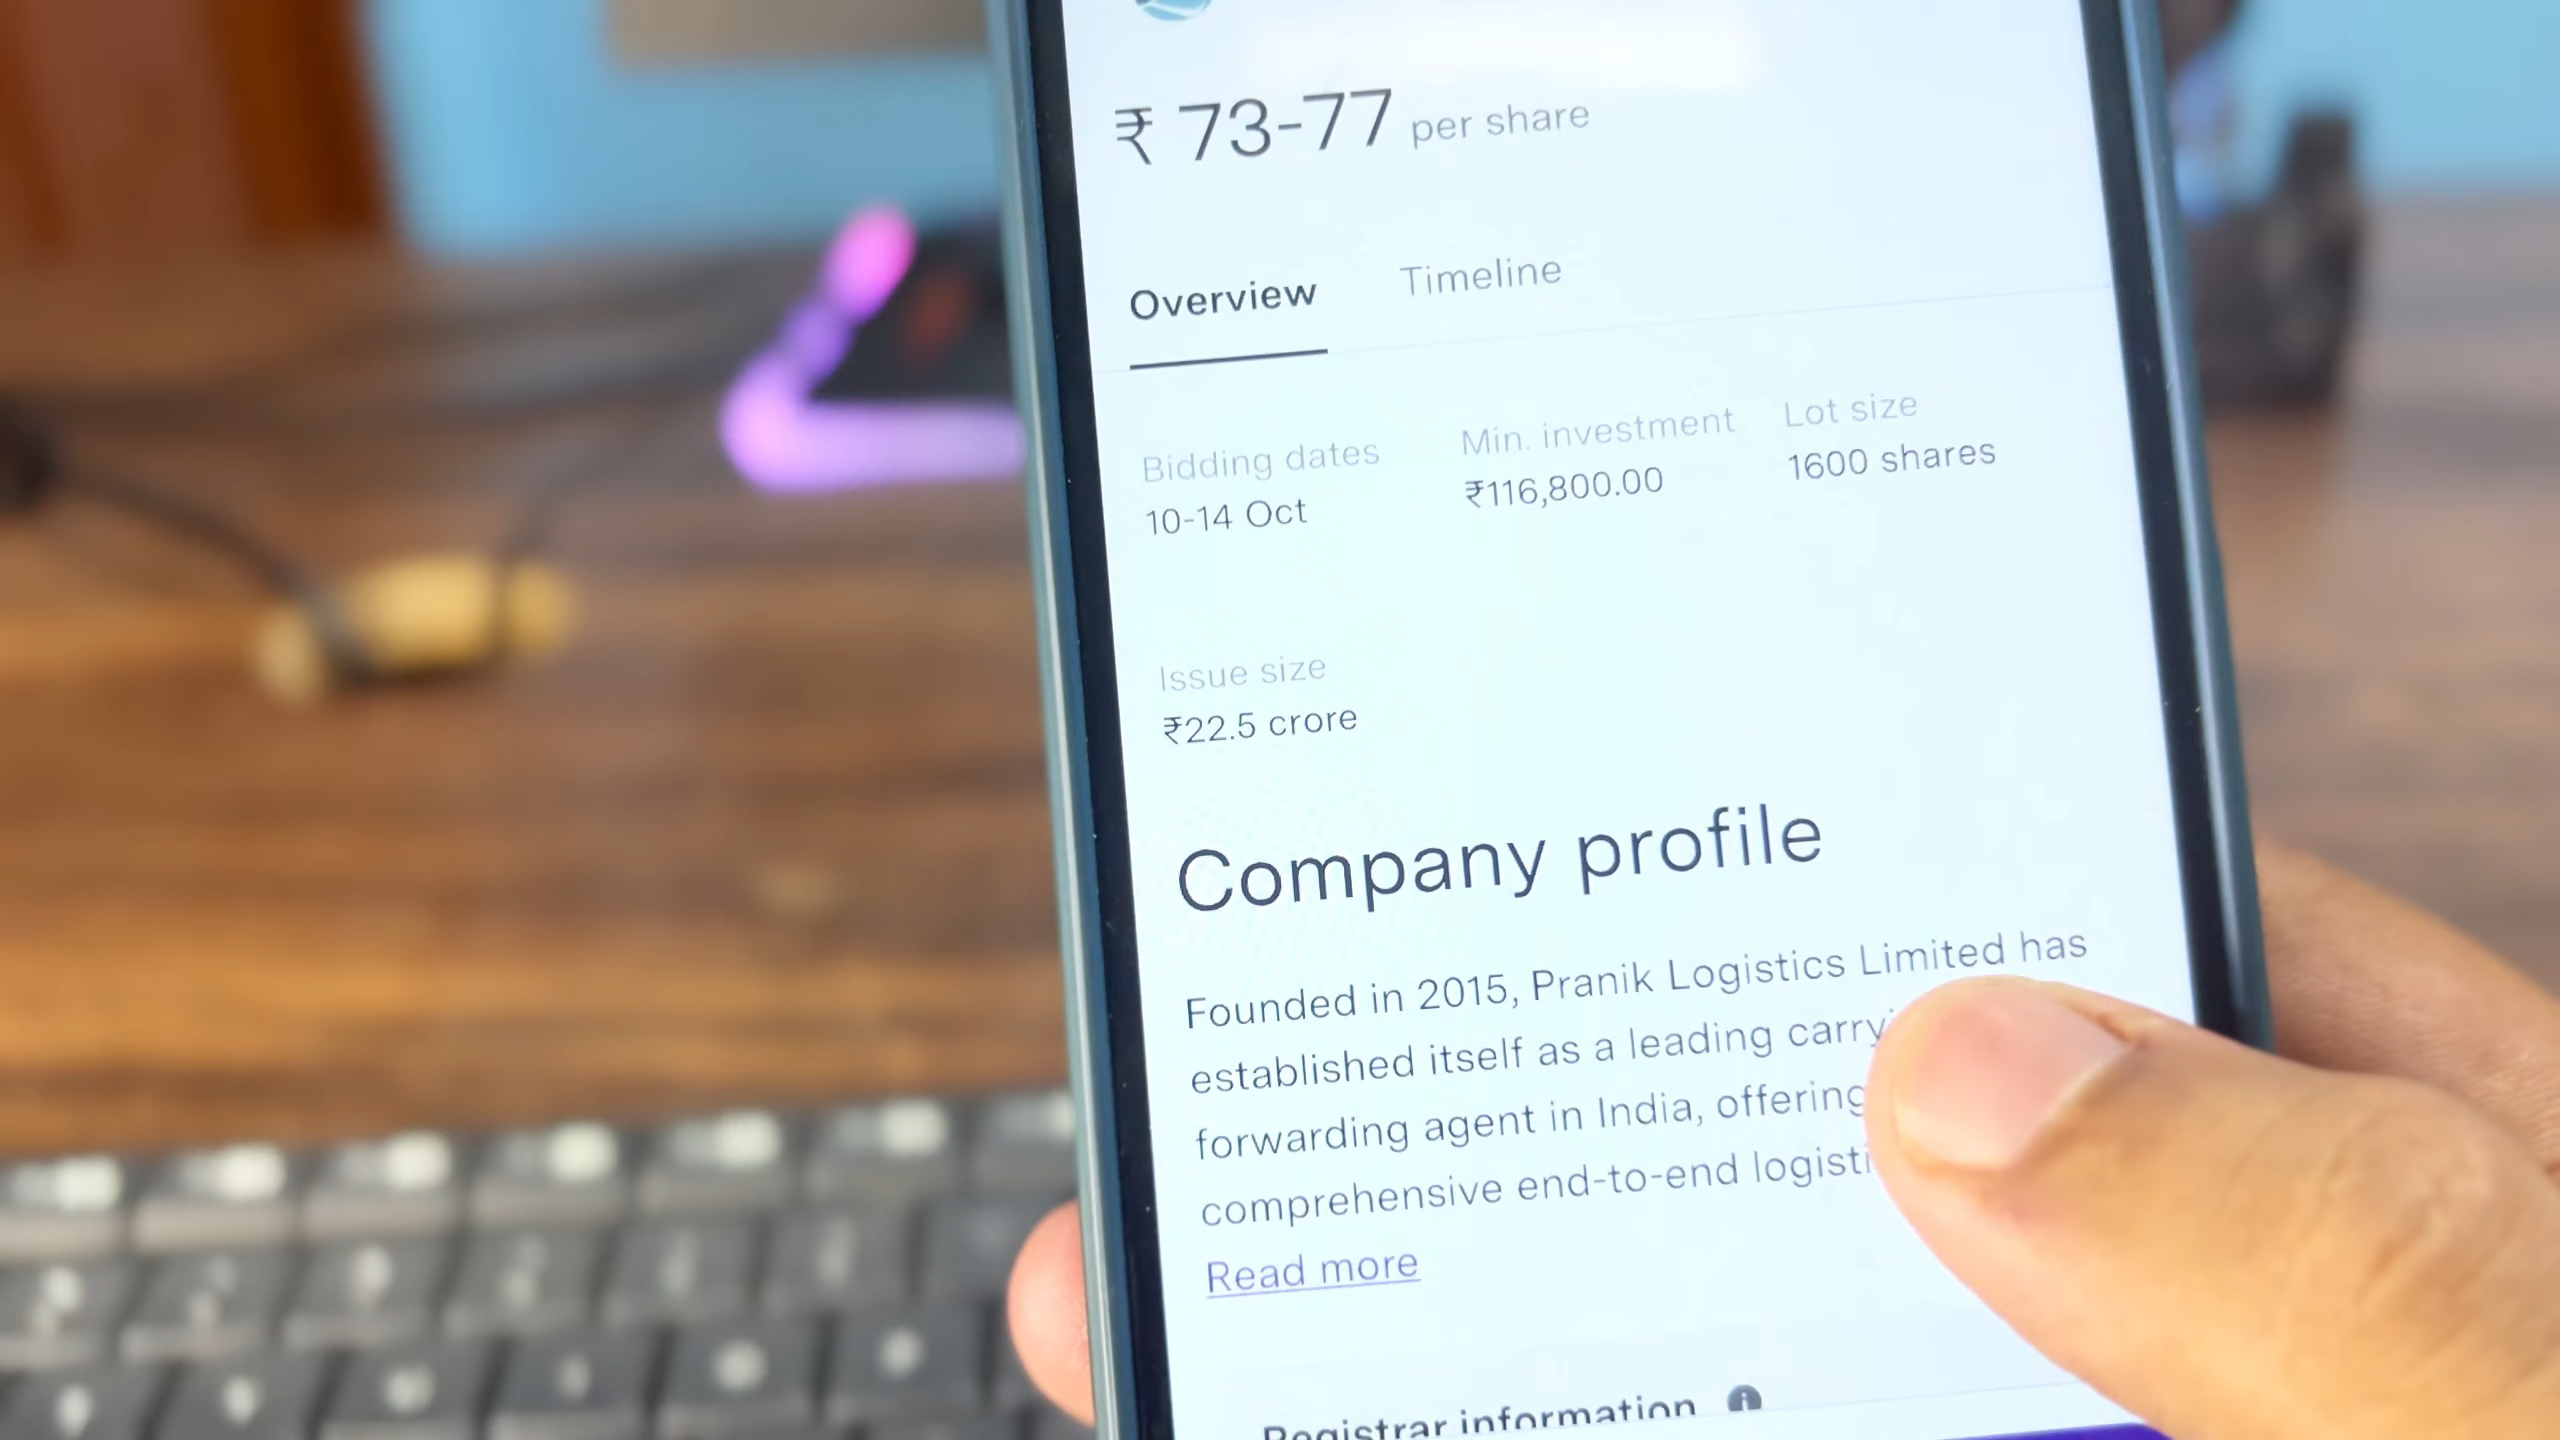 ₹ 73-77 per share
Overview Timeline
Bidding dates Min. investment Lot size
10-14 Oct ₹116,800.00 1600 shares
Issue size
₹22.5 crore
Company profile
Founded in 2015, Pranik Logistics Limited has
established itself as a leading
forwarding agent in India, offering
comprehensive end-to-end
Read more
Registrar information